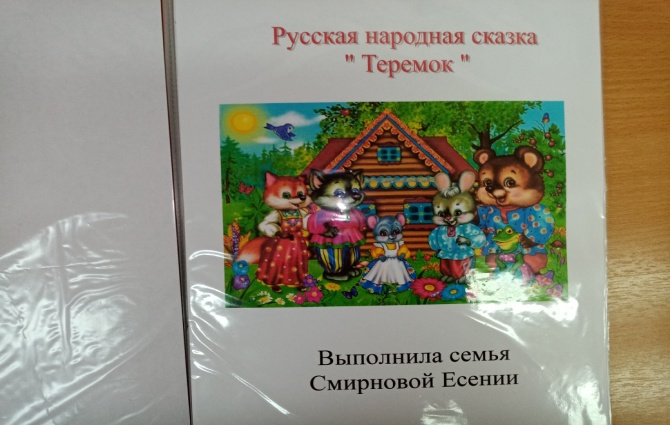 Русская народная сказка
" Теремок "
Выполнила семья
Смирновой Есении